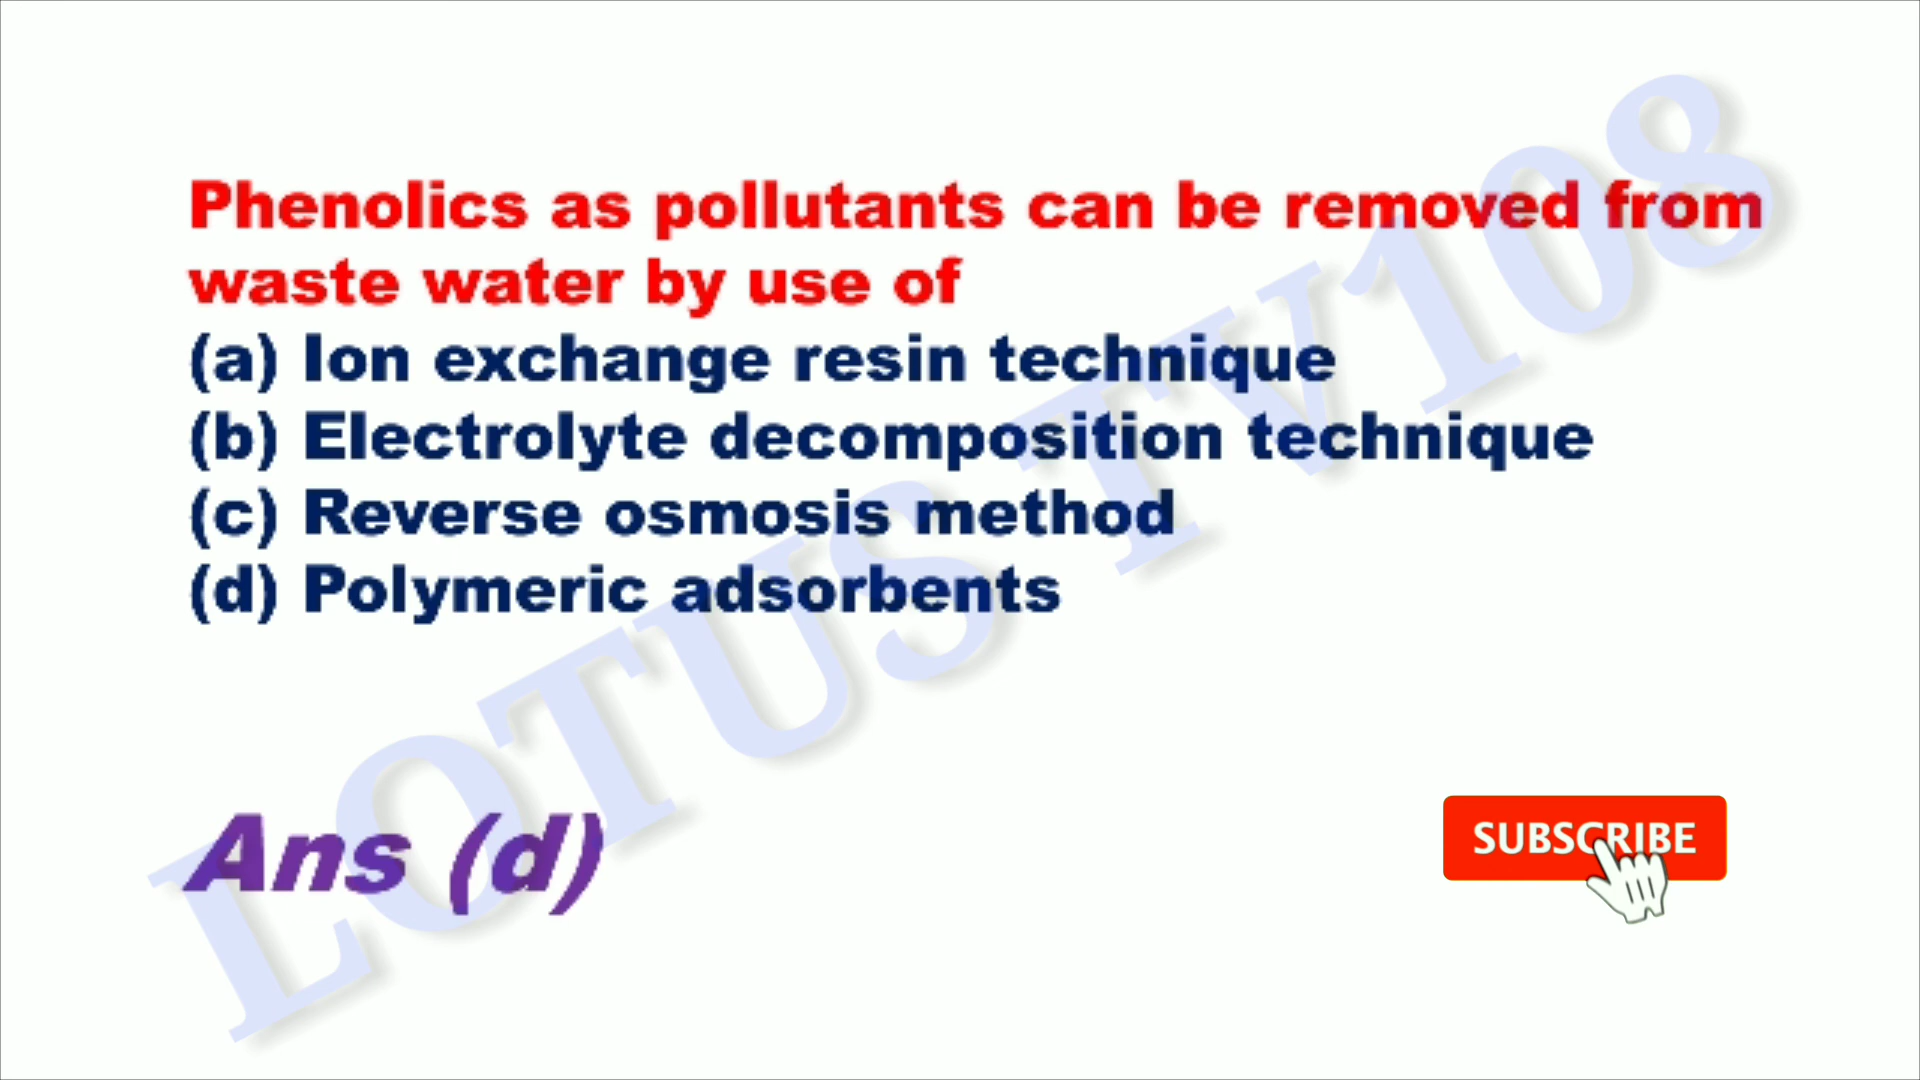 Phenolics as pollutants can be removed from
waste water by use of
(a) Ion exchange resin technique
(b) Electrolyte decomposition technique
(c) Reverse osmosis method
(d) Polymeric adsorbents
Ans (d)
SUBSCRIBE
LOTUS TV108